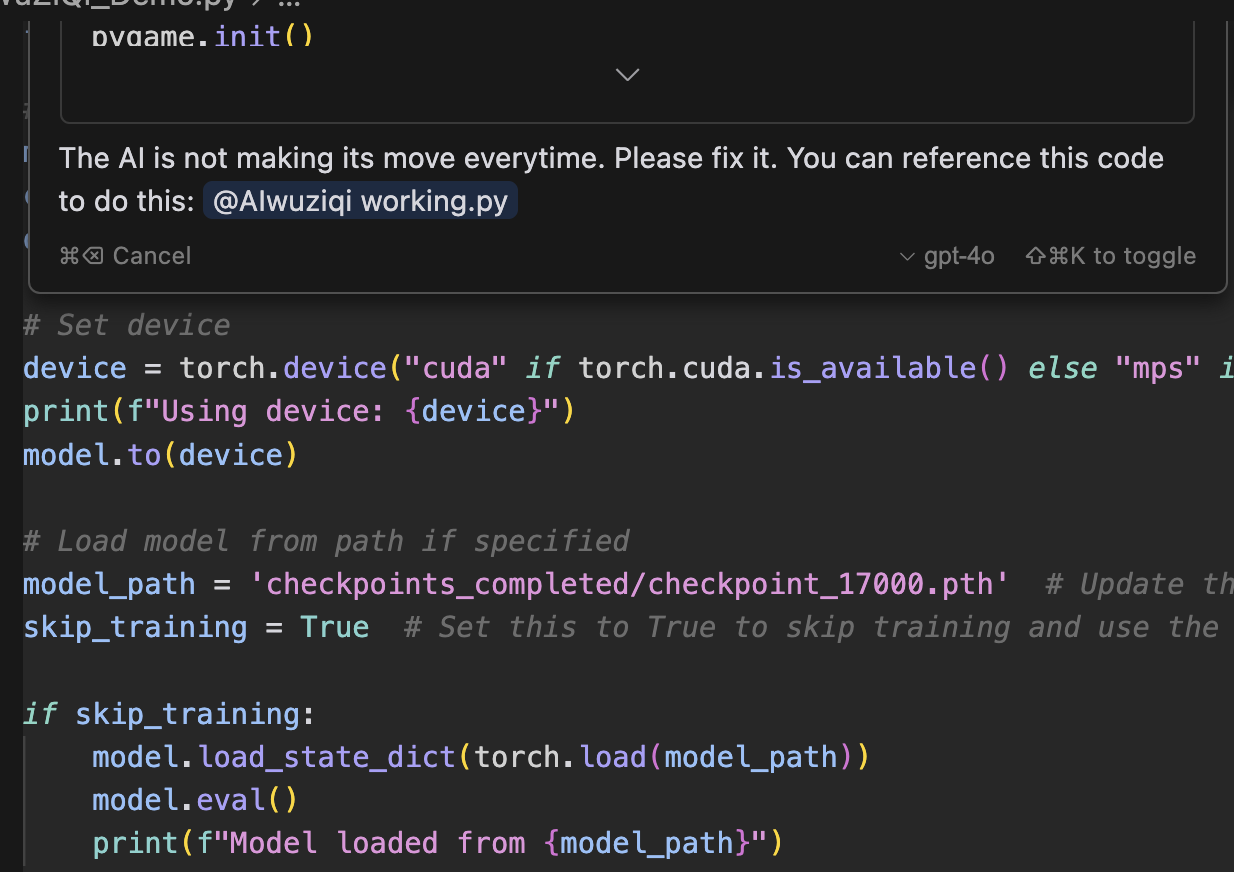 pygame.init()
The AI is not making its move everytime. Please fix it. You can reference this code
to do this: @AIwuziqi working.py
⌘⌫ Cancel
gpt-4o ⇧⌘K to toggle
# Set device
device = torch.device("cuda" if torch.cuda.is_available() else "mps" i
print(f"Using device: {device}")
model.to(device)
# Load model from path if specified
model_path = 'checkpoints_completed/checkpoint_17000.pth'  # Update th
skip_training = True  # Set this to True to skip training and use the
if skip_training:
    model.load_state_dict(torch.load(model_path))
    model.eval()
    print(f"Model loaded from {model_path}")